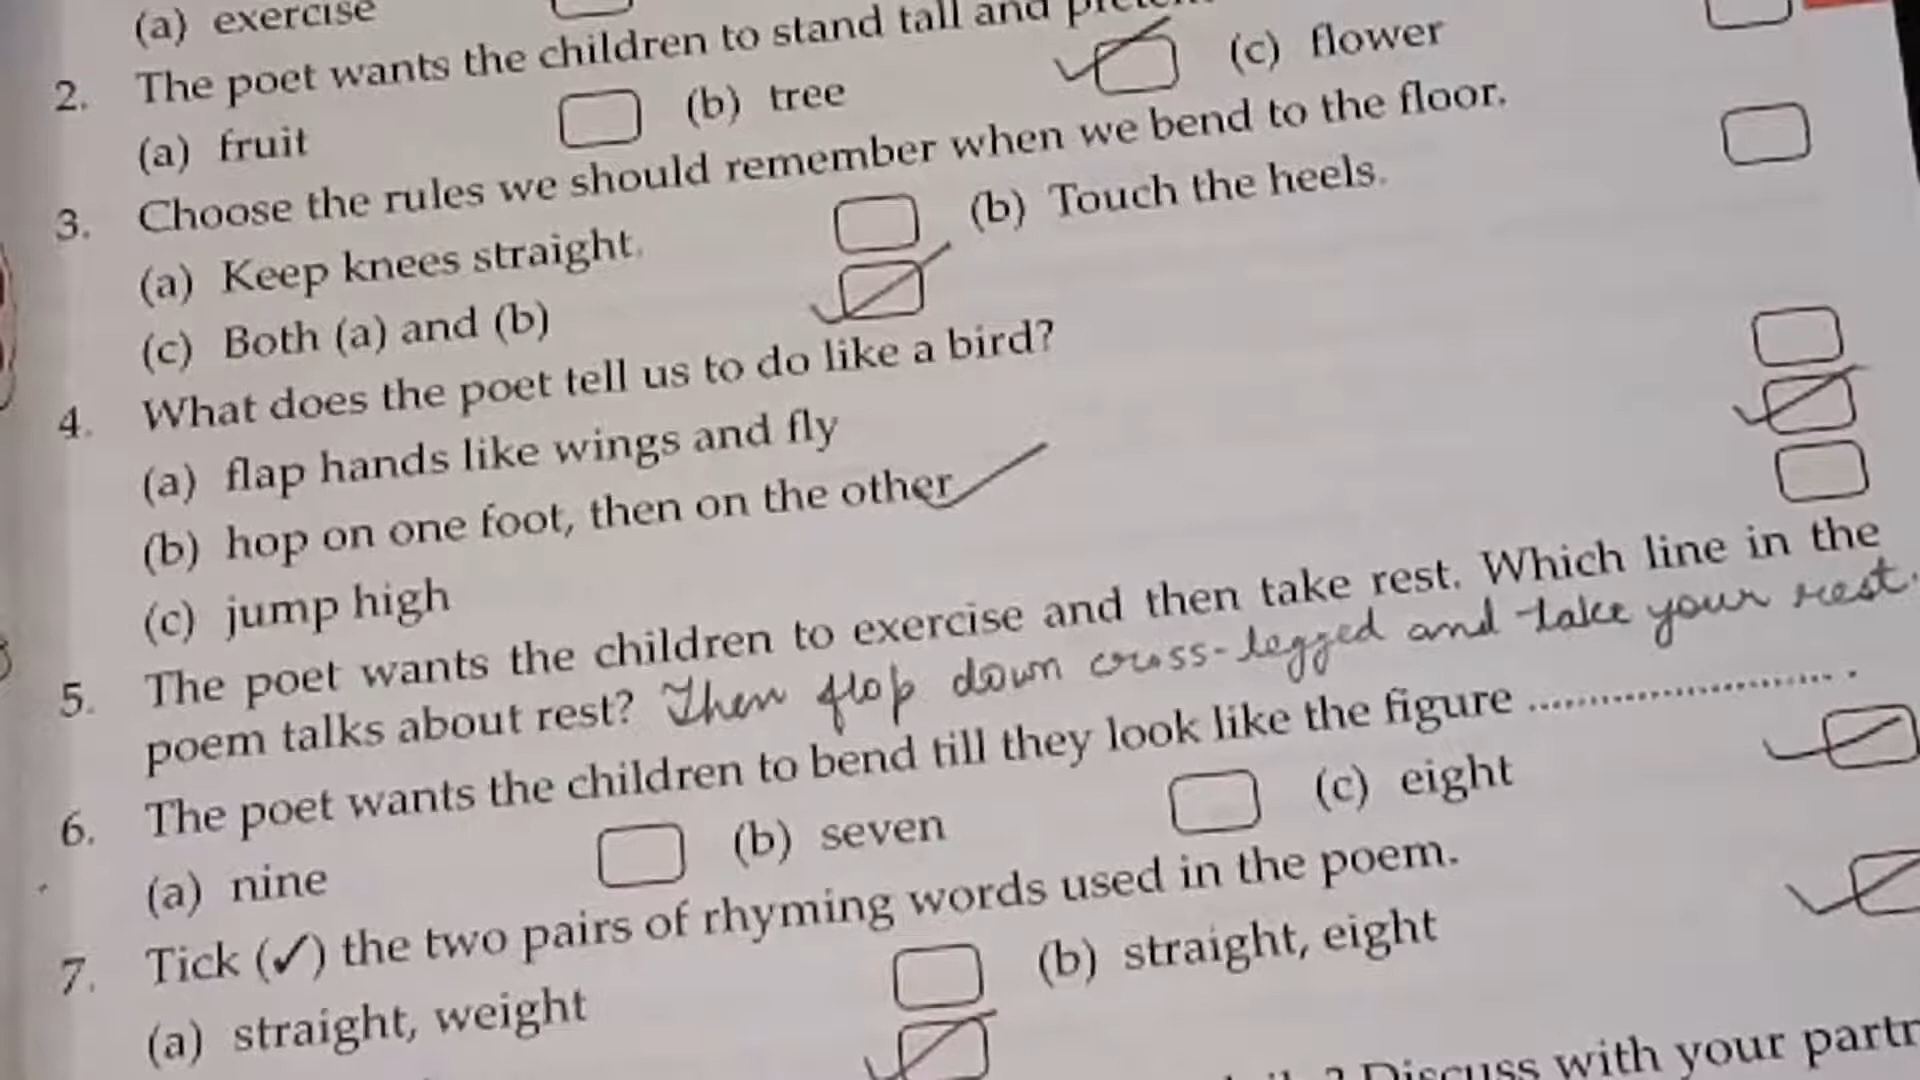 (a) exercise
2. The poet wants the children to stand tall and
(a) fruit (b) tree (c) flower
3. Choose the rules we should remember when we bend to the floor.
(a) Keep knees straight. (b) Touch the heels.
(c) Both (a) and (b)
4. What does the poet tell us to do like a bird?
(a) flap hands like wings and fly
(b) hop on one foot, then on the other
(c) jump high
5. The poet wants the children to exercise and then take rest. Which line in the
poem talks about rest? Then flop down cross-legged and take your rest.
6. The poet wants the children to bend till they look like the figure ........................ .
(a) nine (b) seven (c) eight
7. Tick (✓) the two pairs of rhyming words used in the poem.
(a) straight, weight (b) straight, eight
? Discuss with your